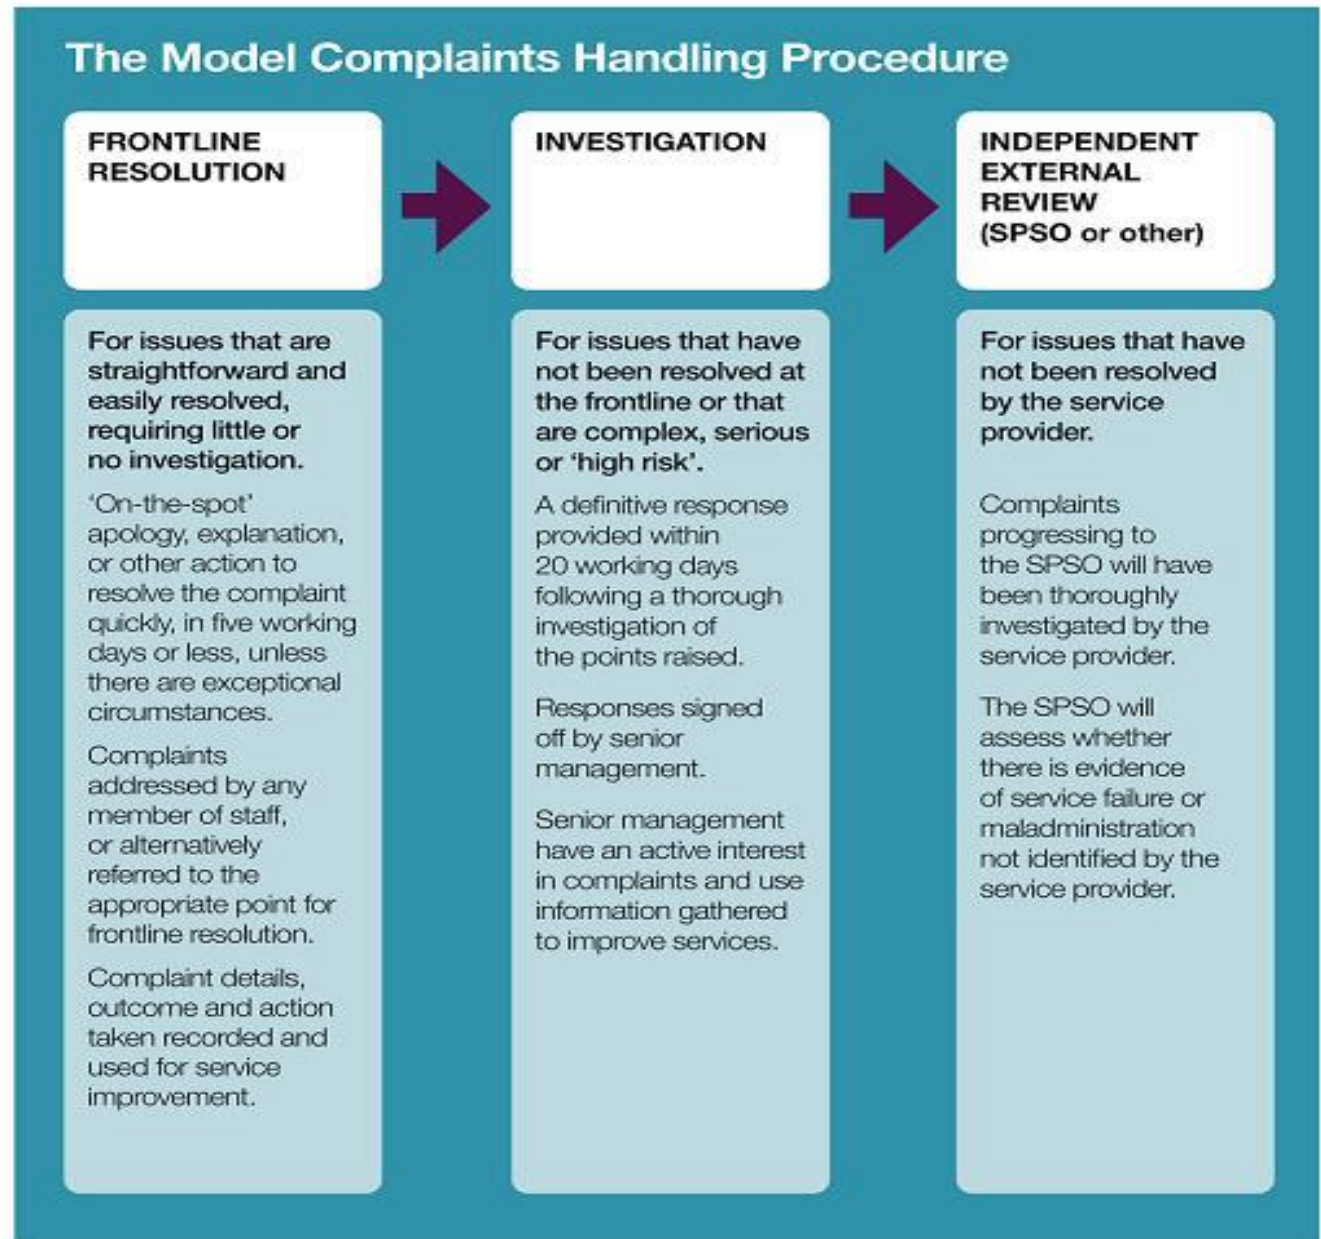 The Model Complaints Handling Procedure
FRONTLINE
RESOLUTION
For issues that are
straightforward and
easily resolved,
requiring little or
no investigation.
‘On-the-spot’
apology, explanation,
or other action to
resolve the complaint
quickly, in five working
days or less, unless
there are exceptional
circumstances.
Complaints
addressed by any
member of staff,
or alternatively
referred to the
appropriate point for
frontline resolution.
Complaint details,
outcome and action
taken recorded and
used for service
improvement.
INVESTIGATION
For issues that have
not been resolved at
the frontline or that
are complex, serious
or ‘high risk’.
A definitive response
provided within
20 working days
following a thorough
investigation of
the points raised.
Responses signed
off by senior
management.
Senior management
have an active interest
in complaints and use
information gathered
to improve services.
INDEPENDENT
EXTERNAL
REVIEW
(SPSO or other)
For issues that have
not been resolved
by the service
provider.
Complaints
progressing to
the SPSO will have
been thoroughly
investigated by the
service provider.
The SPSO will
assess whether
there is evidence
of service failure or
maladministration
not identified by the
service provider.